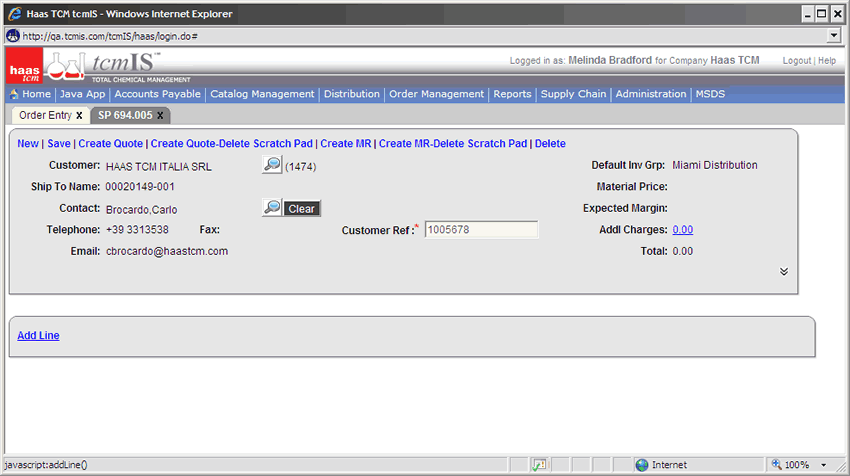 Haas TCM tcmIS - Windows Internet Explorer
http://qa.tcmis.com/tcmIS/haas/login.do#
haas tcm
tcmIS™
TOTAL CHEMICAL MANAGEMENT
Logged in as: Melinda Bradford for Company Haas TCM
Logout | Help
Home | Java App | Accounts Payable | Catalog Management | Distribution | Order Management | Reports | Supply Chain | Administration | MSDS
Order Entry x SP 694.005 x
New | Save | Create Quote | Create Quote-Delete Scratch Pad | Create MR | Create MR-Delete Scratch Pad | Delete
Customer: HAAS TCM ITALIA SRL (1474) Default Inv Grp: Miami Distribution
Ship To Name: 00020149-001 Material Price:
Contact: Brocardo,Carlo Clear Expected Margin:
Telephone: +39 3313538 Fax: Customer Ref :* 1005678 Addl Charges: 0.00
Email: cbrocardo@haastcm.com Total: 0.00
Add Line
javascript:addLine() Internet 100%